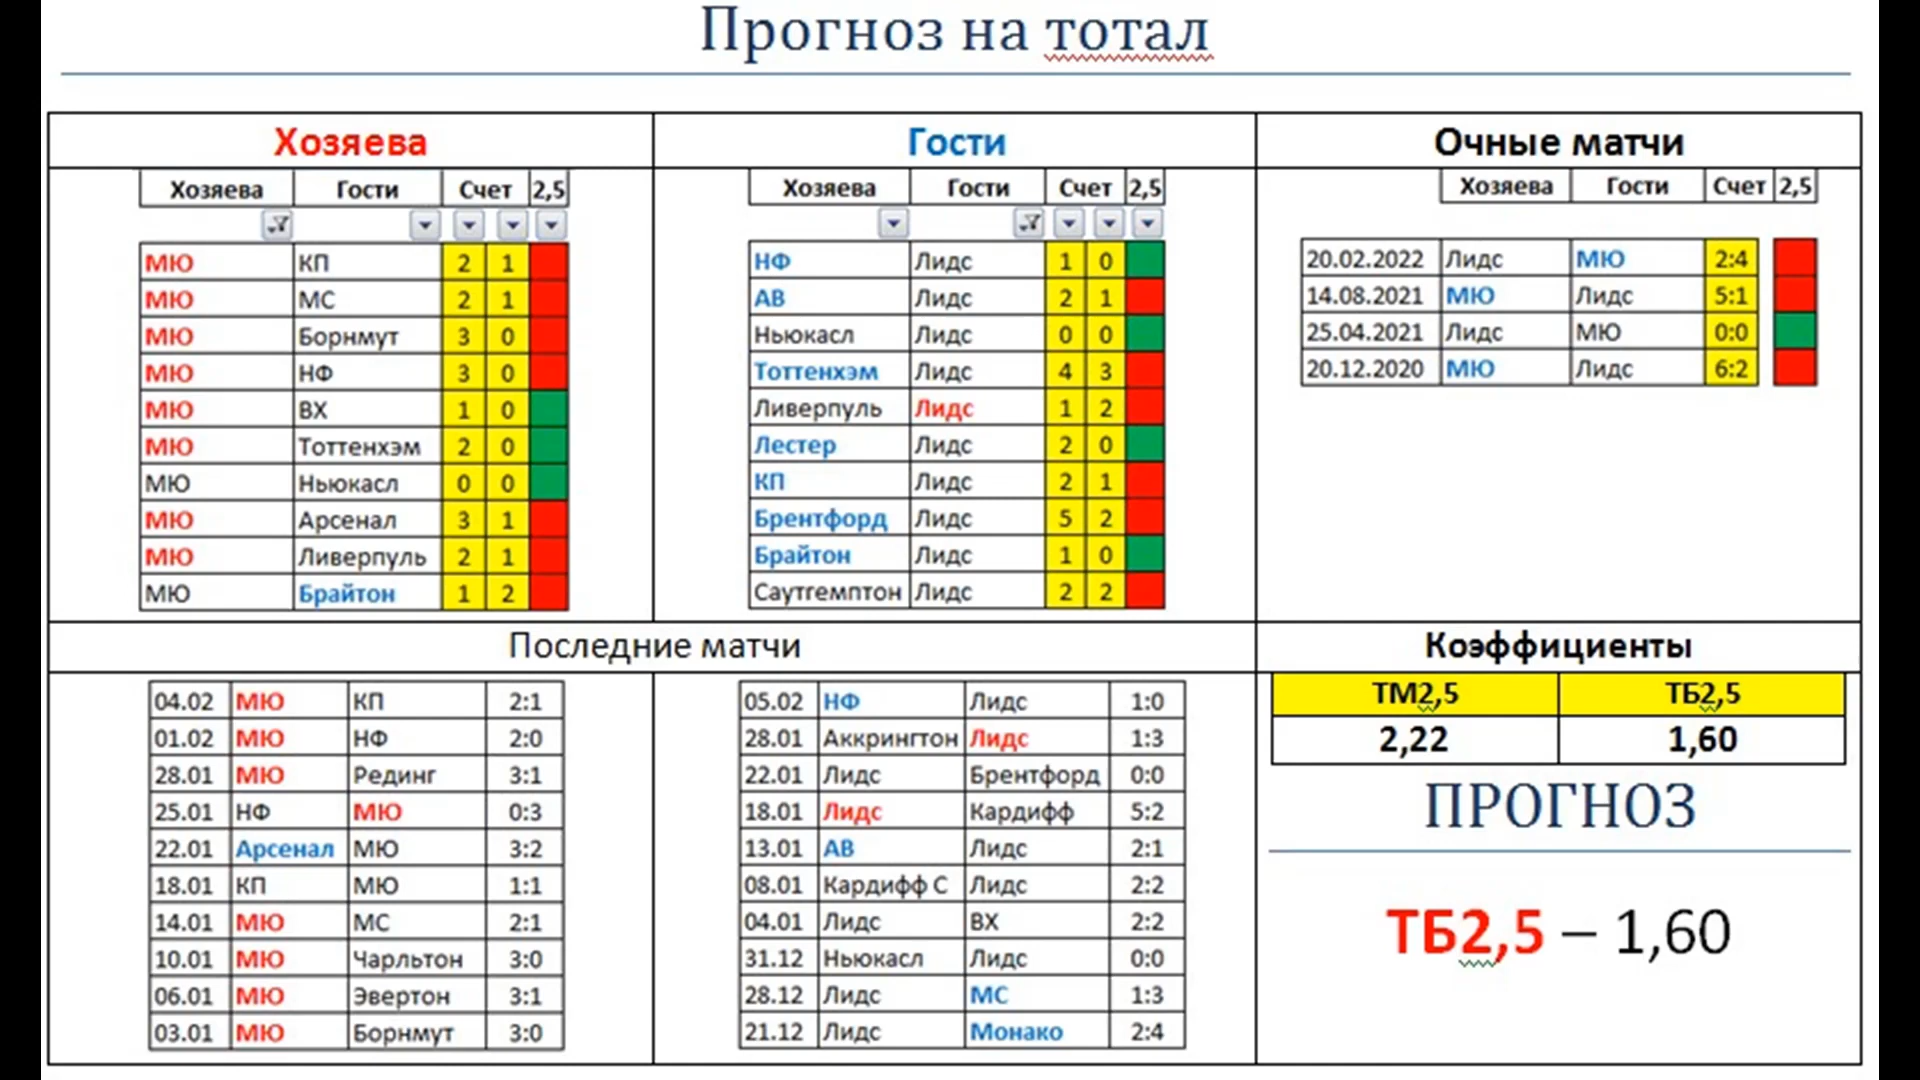 Прогноз на тотал
Хозяева
Хозяева Гости Счет 2,5
МЮ КП 2 1
МЮ МС 2 1
МЮ Борнмут 3 0
МЮ НФ 3 0
МЮ ВХ 1 0
МЮ Тоттенхэм 2 0
МЮ Ньюкасл 0 0
МЮ Арсенал 3 1
МЮ Ливерпуль 2 1
МЮ Брайтон 1 2
Гости
Хозяева Гости Счет 2,5
НФ Лидс 1 0
АВ Лидс 2 1
Ньюкасл Лидс 0 0
Тоттенхэм Лидс 4 3
Ливерпуль Лидс 1 2
Лестер Лидс 2 0
КП Лидс 2 1
Брентфорд Лидс 5 2
Брайтон Лидс 1 0
Саутгемптон Лидс 2 2
Очные матчи
Хозяева Гости Счет 2,5
20.02.2022 Лидс МЮ 2:4
14.08.2021 МЮ Лидс 5:1
25.04.2021 Лидс МЮ 0:0
20.12.2020 МЮ Лидс 6:2
Последние матчи
04.02 МЮ КП 2:1
01.02 МЮ НФ 2:0
28.01 МЮ Рединг 3:1
25.01 НФ МЮ 0:3
22.01 Арсенал МЮ 3:2
18.01 КП МЮ 1:1
14.01 МЮ МС 2:1
10.01 МЮ Чарльтон 3:0
06.01 МЮ Эвертон 3:1
03.01 МЮ Борнмут 3:0
05.02 НФ Лидс 1:0
28.01 Аккрингтон Лидс 1:3
22.01 Лидс Брентфорд 0:0
18.01 Лидс Кардифф 5:2
13.01 АВ Лидс 2:1
08.01 Кардифф С Лидс 2:2
04.01 Лидс ВХ 2:2
31.12 Ньюкасл Лидс 0:0
28.12 Лидс МС 1:3
21.12 Лидс Монако 2:4
Коэффициенты
ТМ2,5 ТБ2,5
2,22 1,60
ПРОГНОЗ
ТБ2,5 – 1,60